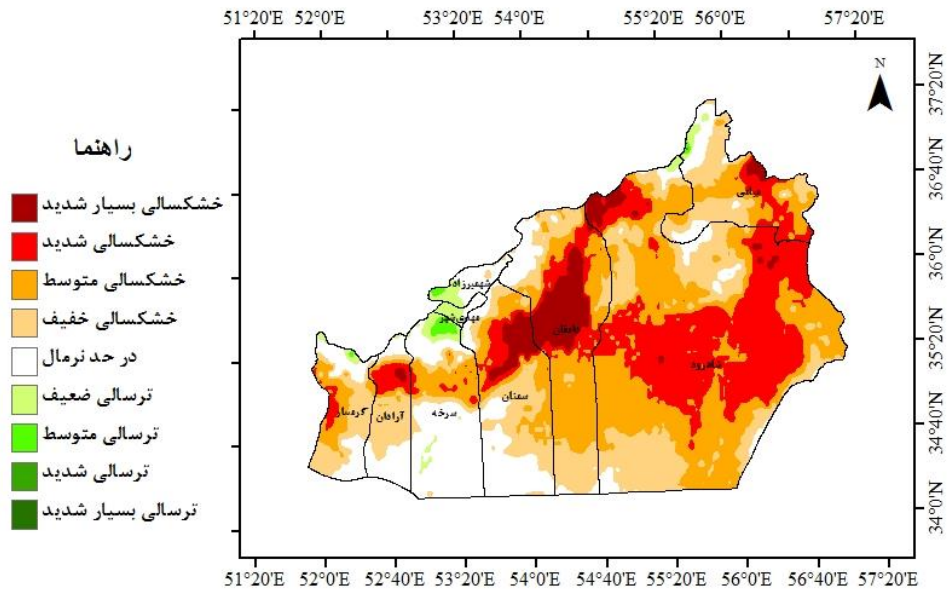 51°20'E 52°0'E 53°20'E 54°0'E 55°20'E 56°0'E 57°20'E
N
37°20'N
36°40'N
36°0'N
35°20'N
34°40'N
34°0'N
راهنما
خشکسالی بسیار شدید
خشکسالی شدید
خشکسالی متوسط
خشکسالی خفیف
در حد نرمال
ترسالی ضعیف
ترسالی متوسط
ترسالی شدید
ترسالی بسیار شدید
میامی
شهمیرزاد
مهدی‌شهر
دامغان
شاهرود
سمنان
سرخه
آرادان
گرمسار
51°20'E 52°0'E 52°40'E 53°20'E 54°0'E 54°40'E 55°20'E 56°0'E 56°40'E 57°20'E